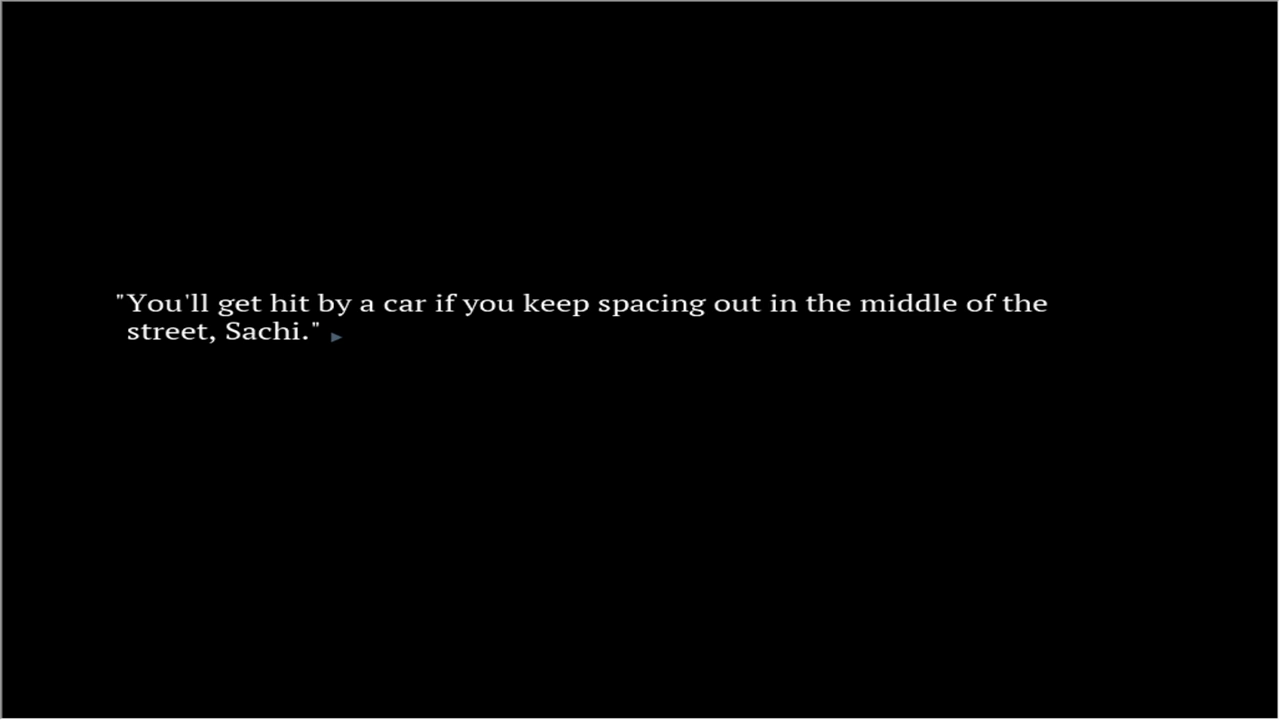 "You'll get hit by a car if you keep spacing out in the middle of the
street, Sachi."